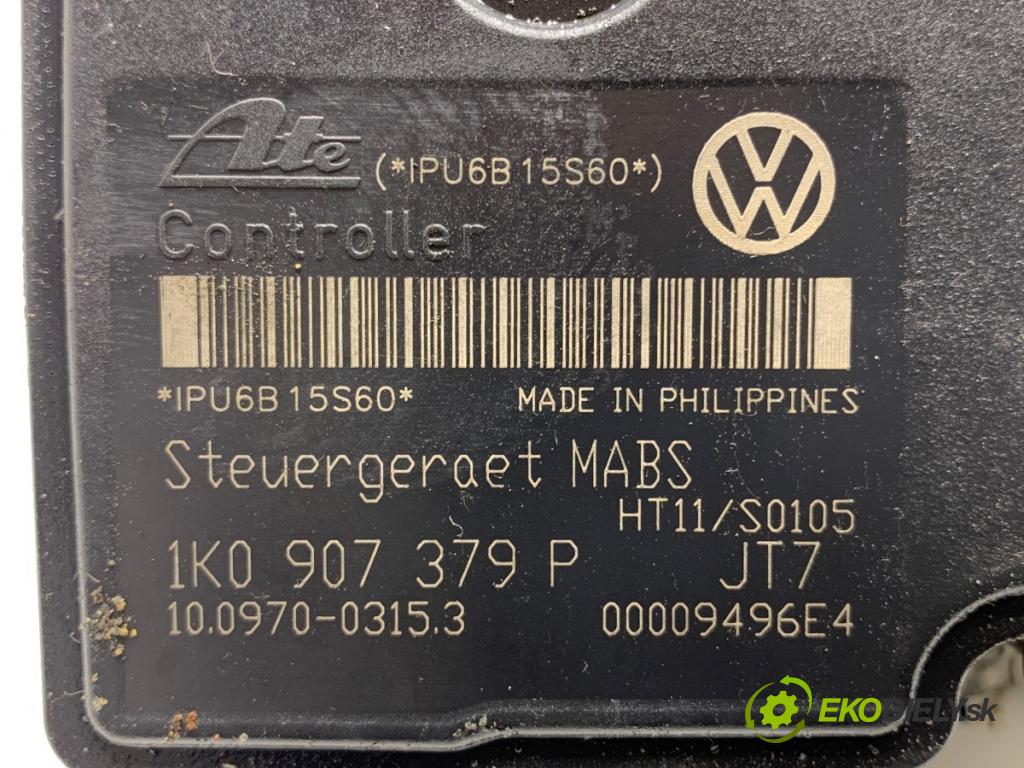 Ate (*IPU6B15S60*)
Controller
*IPU6B15S60* MADE IN PHILIPPINES
Steuergeraet MABS
HT11/S0105
1K0 907 379 P JT7
10.0970-0315.3 00009496E4
EKOBIELY.sk